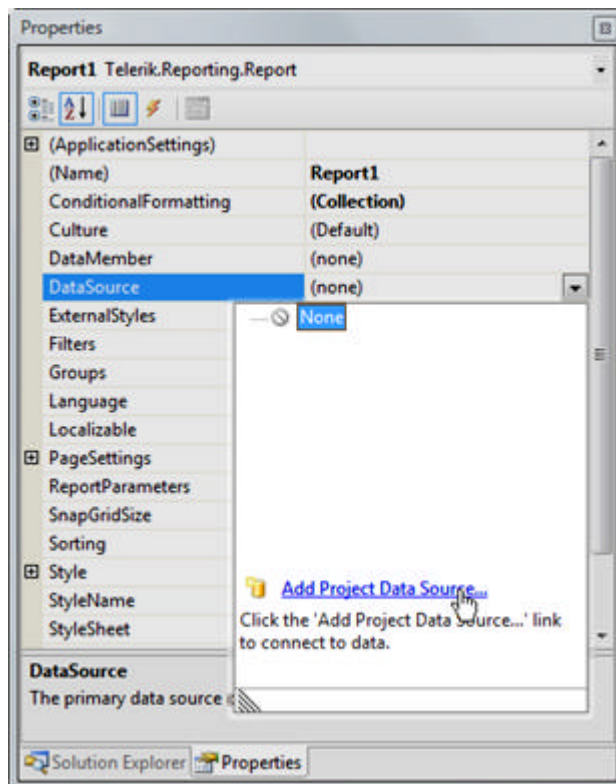 Properties
Report1 Telerik.Reporting.Report
(ApplicationSettings)
(Name) Report1
ConditionalFormatting (Collection)
Culture (Default)
DataMember (none)
DataSource (none)
ExternalStyles
None
Filters
Groups
Language
Localizable
PageSettings
ReportParameters
SnapGridSize
Sorting
Style
StyleName
StyleSheet
Add Project Data Source...
Click the 'Add Project Data Source...' link
to connect to data.
DataSource
The primary data source
Solution Explorer Properties